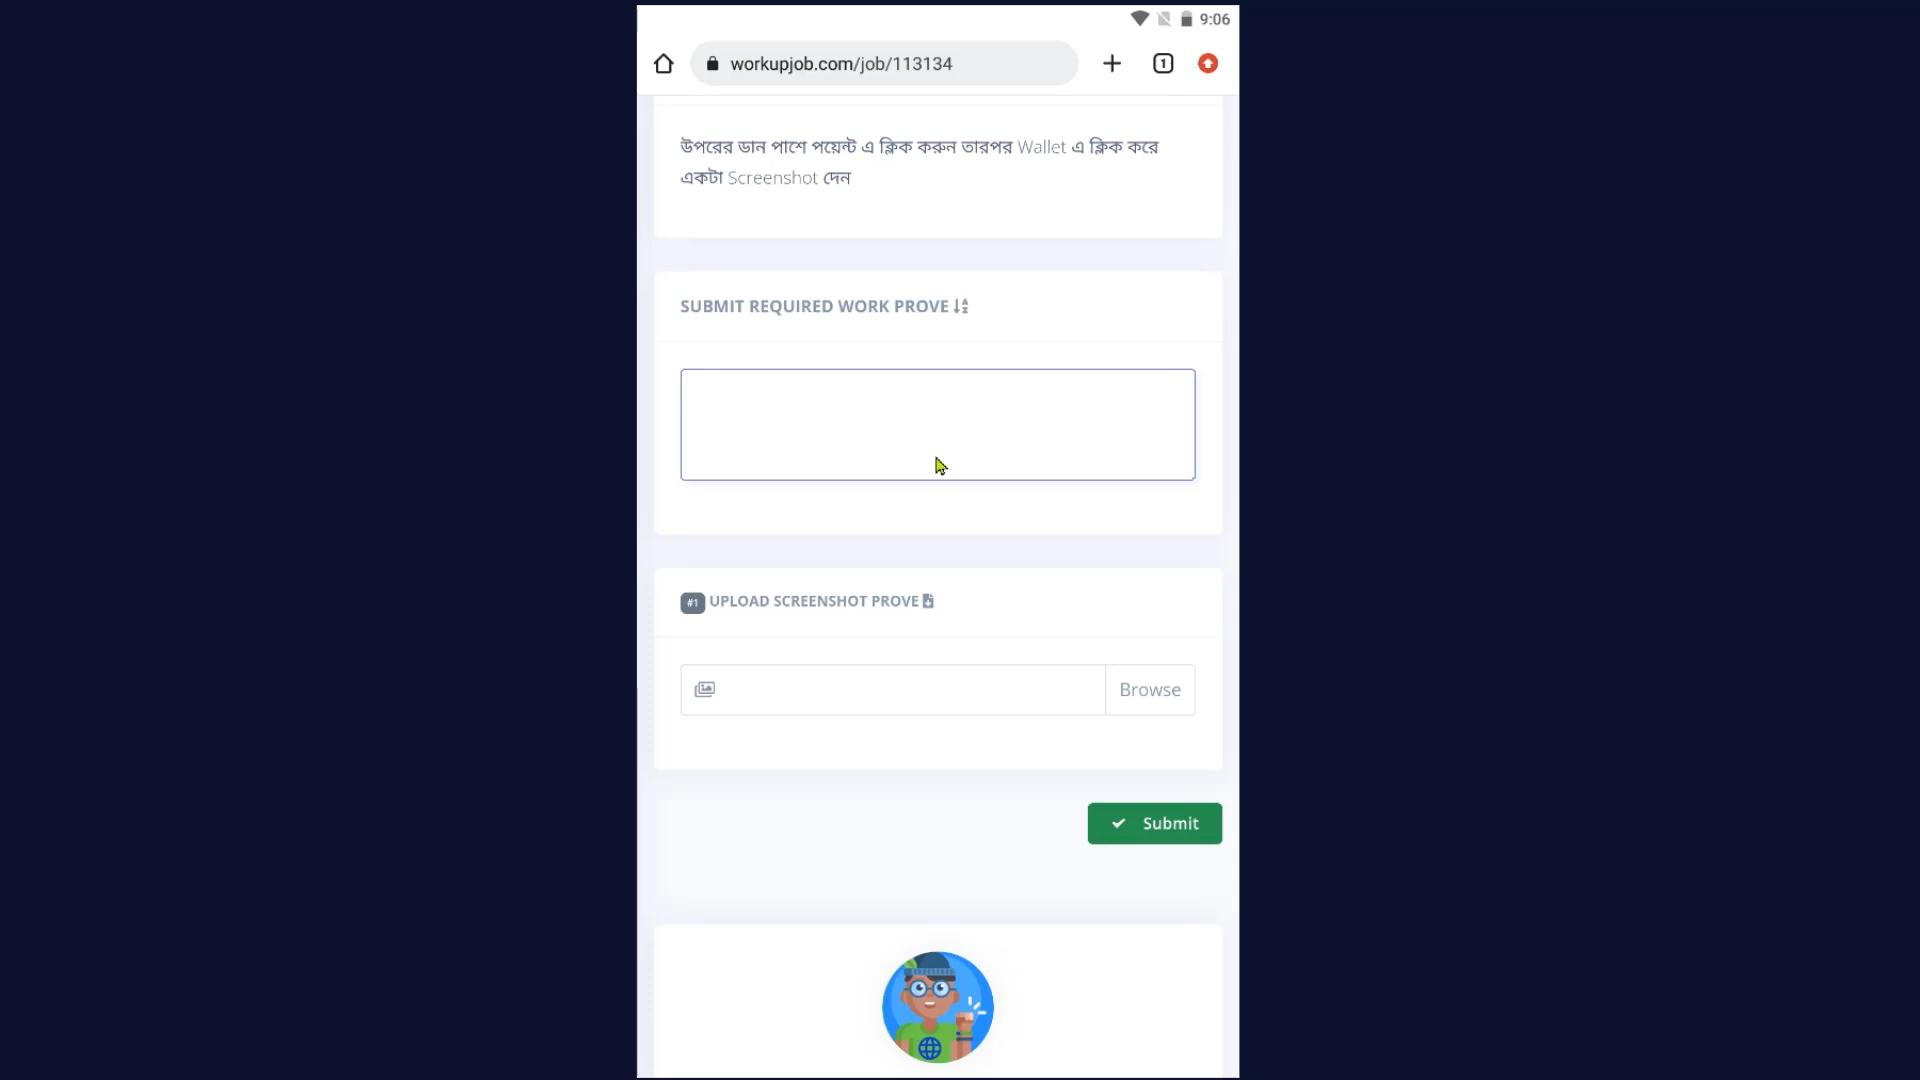 9:06
workupjob.com/job/113134
1
উপরের ডান পাশে পয়েন্ট এ ক্লিক করুন তারপর Wallet এ ক্লিক করে
একটা Screenshot দেন
SUBMIT REQUIRED WORK PROVE
#1 UPLOAD SCREENSHOT PROVE
Browse
Submit